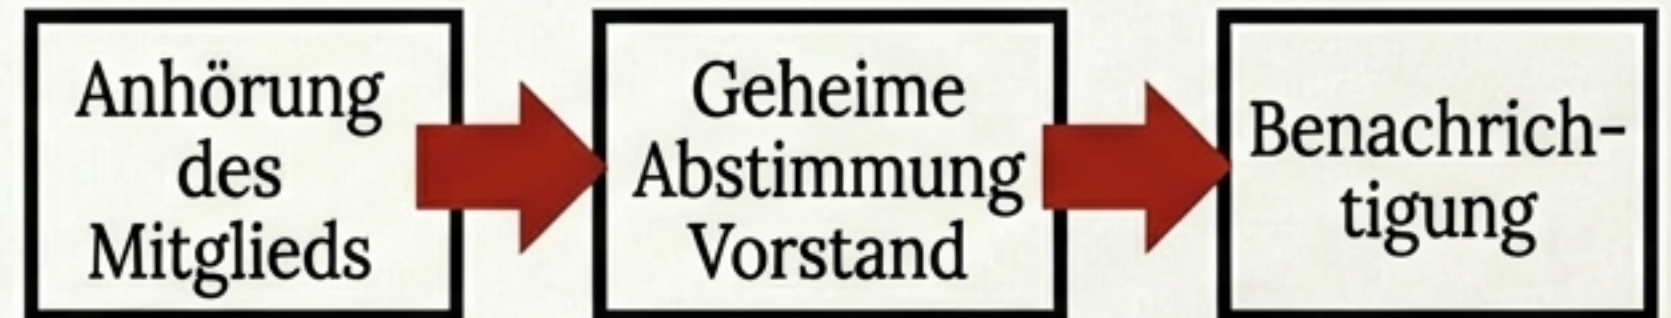 Anhörung
des
Mitglieds
Geheime
Abstimmung
Vorstand
Benachrich-
tigung